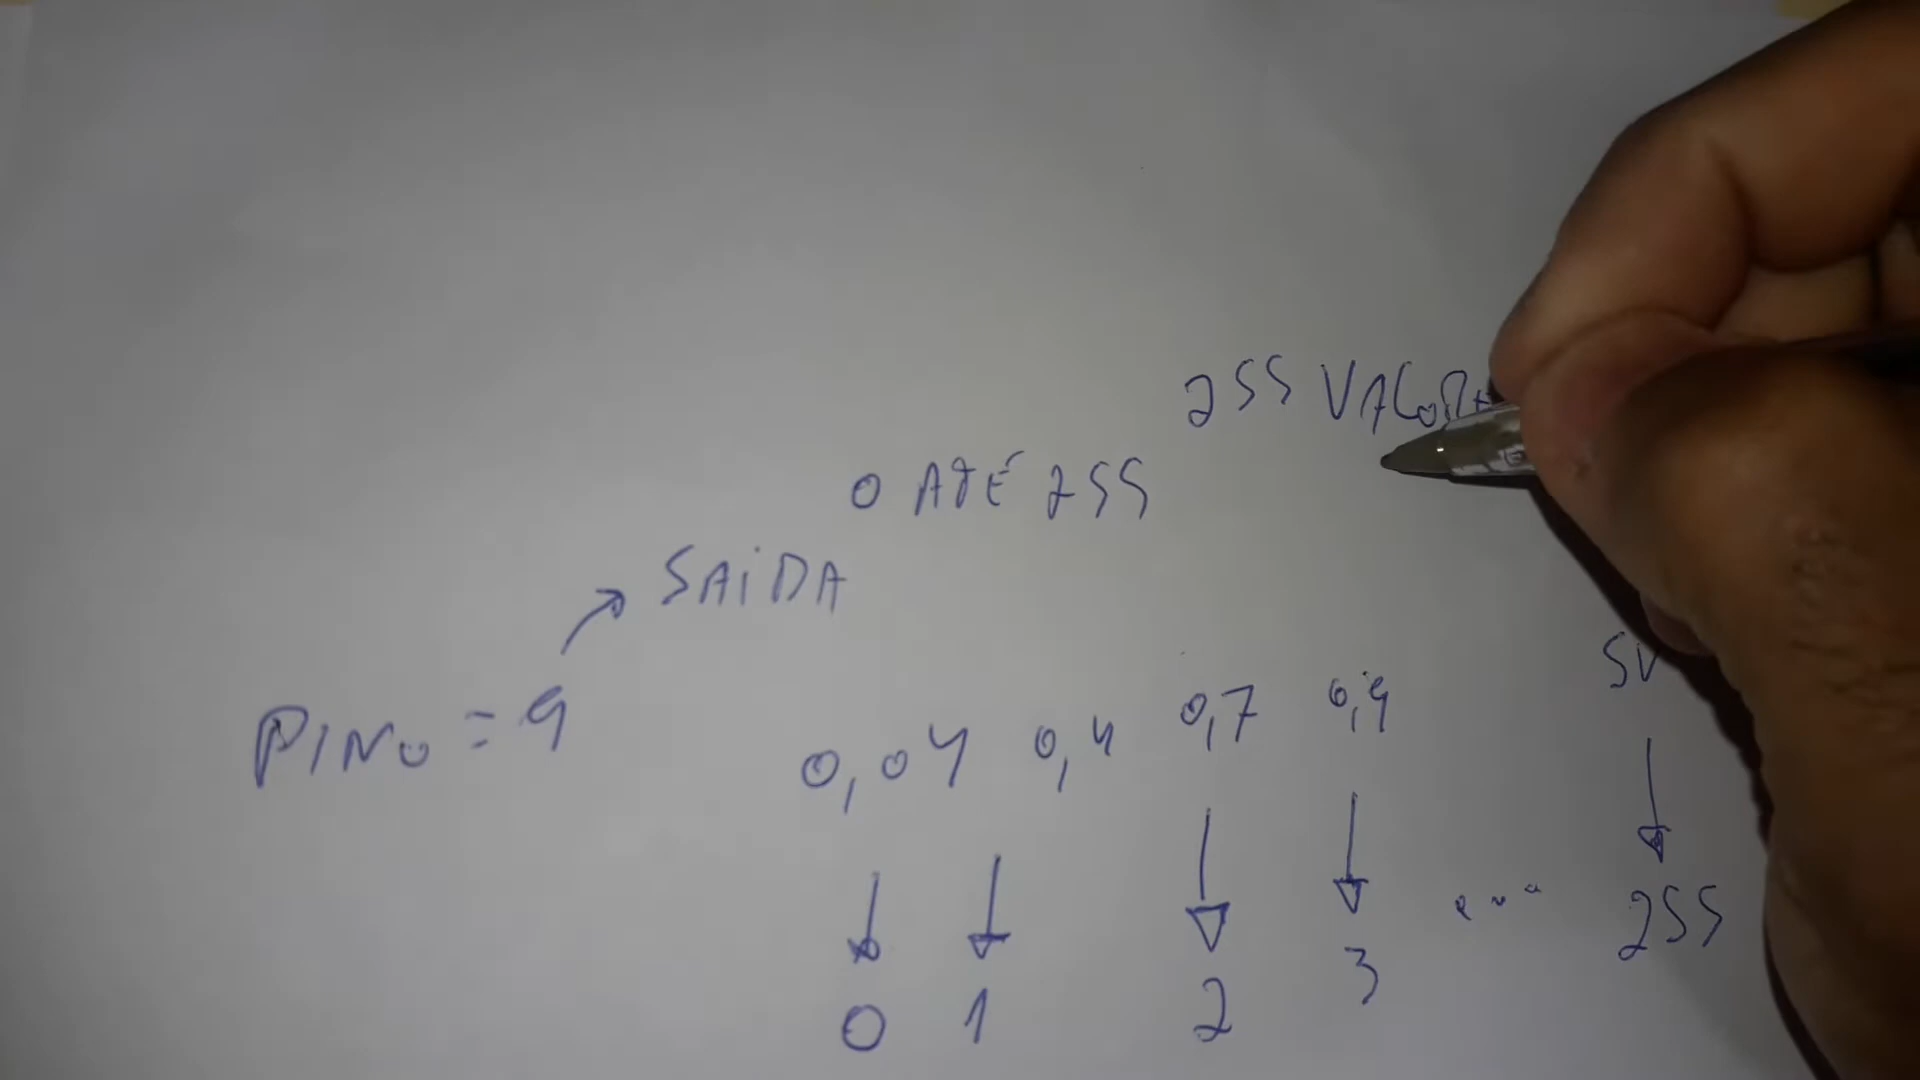 255 VALORE
0 ATÉ 255
SAIDA
PINO = 9
0,04 0,4 0,7 0,9 5V
0 1 2 3 ... 255